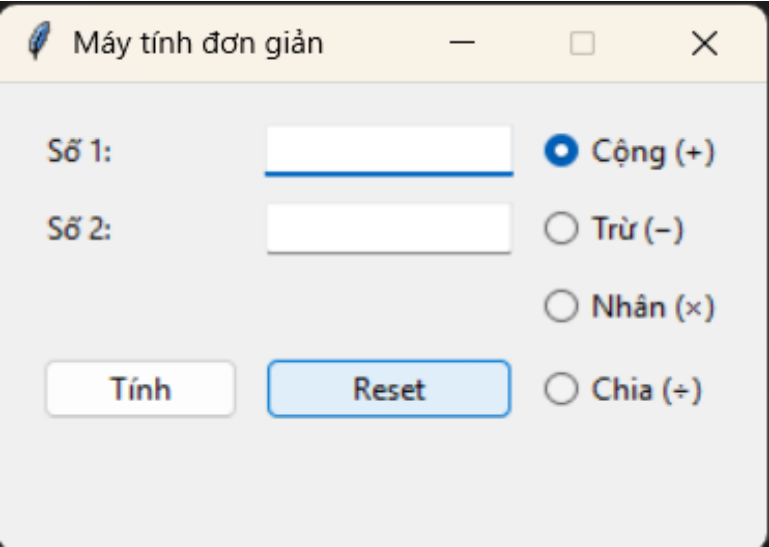 Máy tính đơn giản
Số 1:
Cộng (+)
Số 2:
Trừ (−)
Nhân (×)
Tính
Reset
Chia (÷)